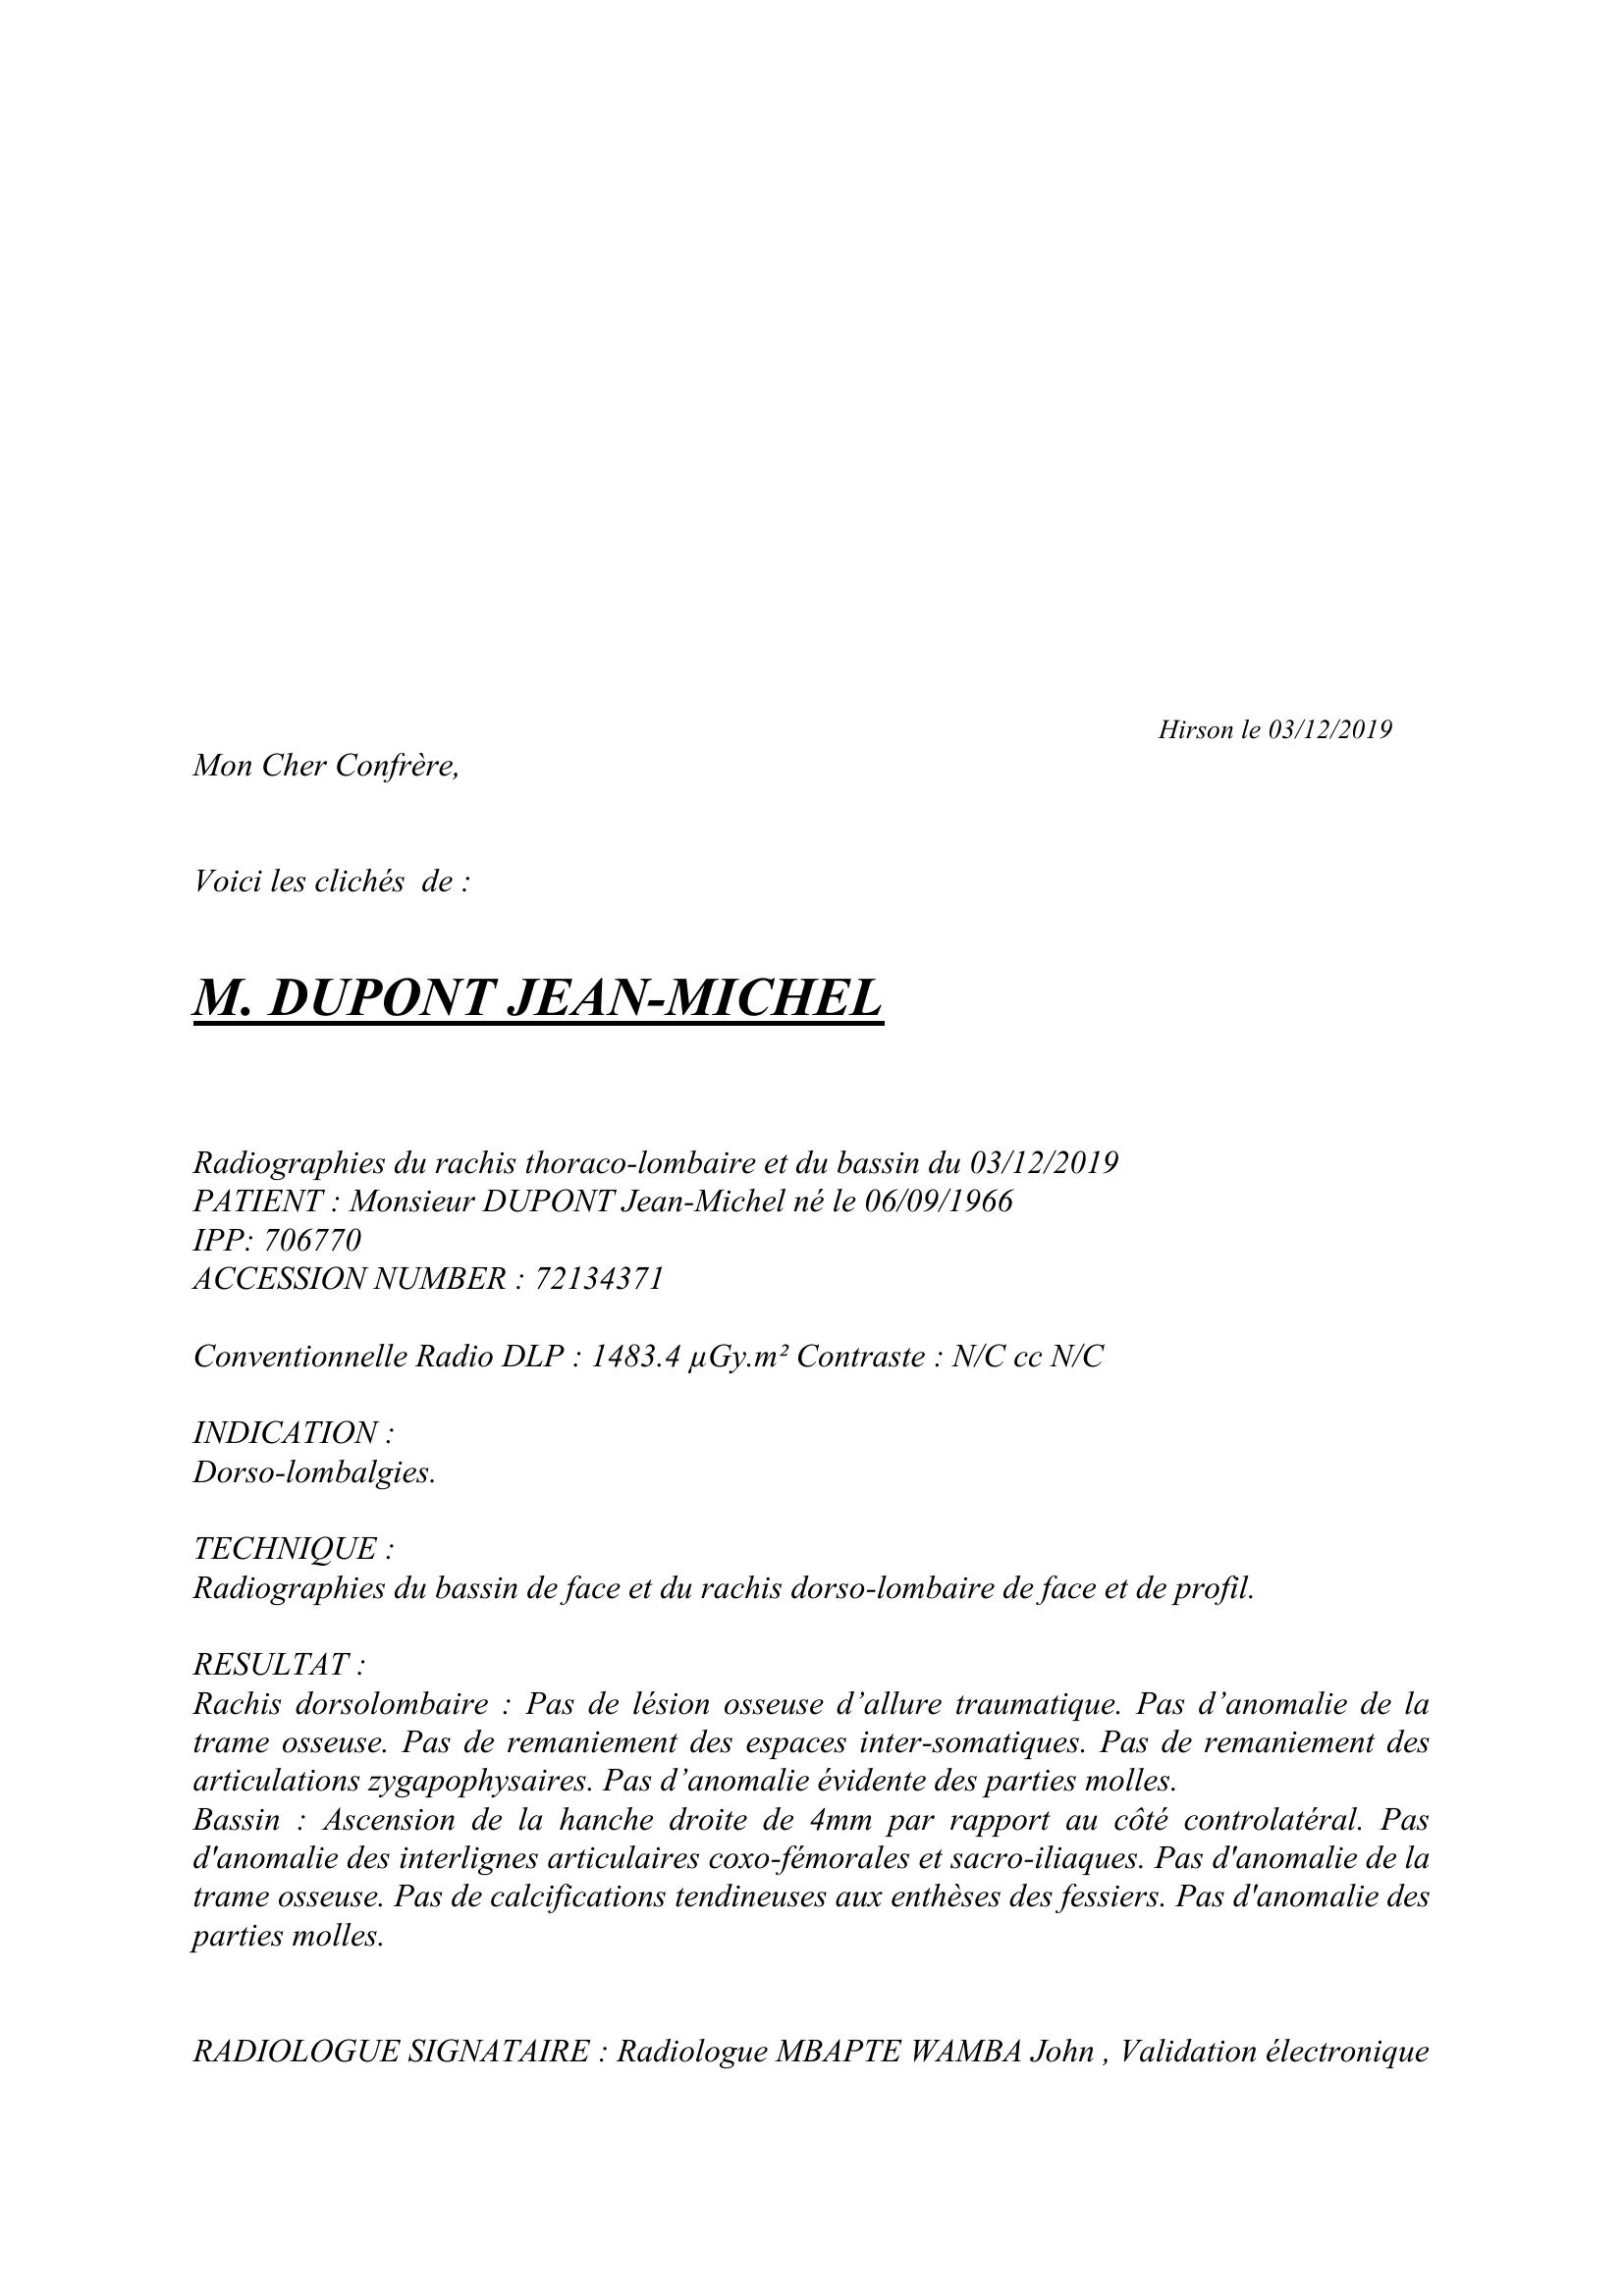 Hirson le 03/12/2019
Mon Cher Confrère,
Voici les clichés  de :
M. DUPONT JEAN-MICHEL
Radiographies du rachis thoraco-lombaire et du bassin du 03/12/2019
PATIENT : Monsieur DUPONT Jean-Michel né le 06/09/1966
IPP: 706770
ACCESSION NUMBER : 72134371
Conventionnelle Radio DLP : 1483.4 µGy.m² Contraste : N/C cc N/C
INDICATION :
Dorso-lombalgies.
TECHNIQUE :
Radiographies du bassin de face et du rachis dorso-lombaire de face et de profil.
RESULTAT :
Rachis dorsolombaire : Pas de lésion osseuse d’allure traumatique. Pas d’anomalie de la
trame osseuse. Pas de remaniement des espaces inter-somatiques. Pas de remaniement des
articulations zygapophysaires. Pas d’anomalie évidente des parties molles.
Bassin : Ascension de la hanche droite de 4mm par rapport au côté controlatéral. Pas
d'anomalie des interlignes articulaires coxo-fémorales et sacro-iliaques. Pas d'anomalie de la
trame osseuse. Pas de calcifications tendineuses aux enthèses des fessiers. Pas d'anomalie des
parties molles.
RADIOLOGUE SIGNATAIRE : Radiologue MBAPTE WAMBA John , Validation électronique